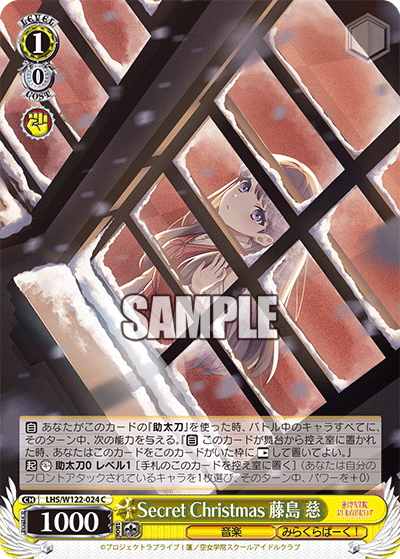 LEVEL
1
0
COST
SAMPLE
自 あなたがこのカードの「助太刀」を使った時、バトル中のキャラすべてに、
そのターン中、次の能力を与える。『自 このカードが舞台から控え室に置かれ
た時、あなたはこのカードをこのカードがいた枠に レストして置いてよい。』
起 助太刀0 レベル1 [手札のこのカードを控え室に置く] (あなたは自分の
フロントアタックされているキャラを1枚選び、そのターン中、パワーを+0)
CH LHS/W122-024 C
Secret Christmas 藤島 慈
1000
音楽
みらくらぱーく!
©プロジェクトラブライブ!蓮ノ空女学院スクールアイドルクラブ